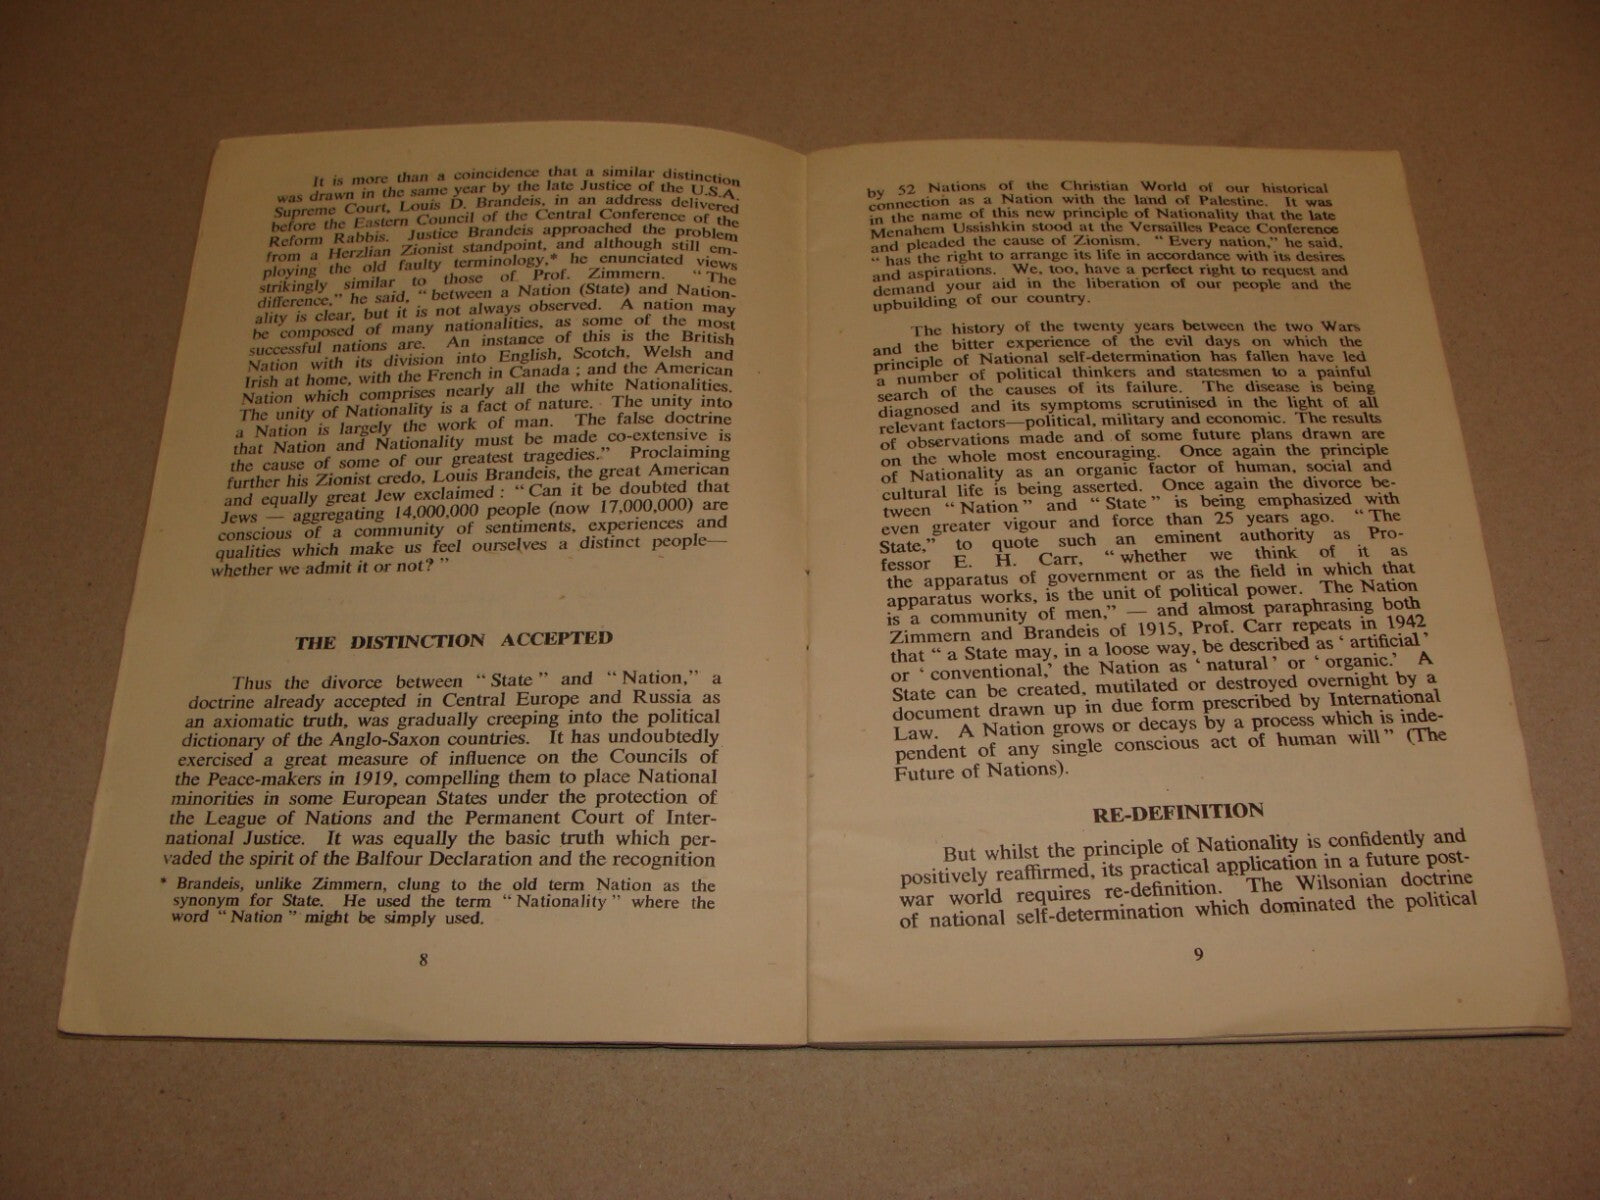 It is more than a coincidence that a similar distinction
was drawn in the same year by the late Justice of the U.S.A.
Supreme Court, Louis D. Brandeis, in an address delivered
before the Eastern Council of the Central Conference of the
Reform Rabbis. Justice Brandeis approached the problem
from a Herzlian Zionist standpoint, and although still em-
ploying the old faulty terminology,* he enunciated views
strikingly similar to those of Prof. Zimmern. “The
difference,” he said, “between a Nation (State) and Nation-
ality is clear, but it is not always observed. A nation may
be composed of many nationalities, as some of the most
successful nations are. An instance of this is the British
Nation with its division into English, Scotch, Welsh and
Irish at home, with the French in Canada ; and the American
Nation which comprises nearly all the white Nationalities.
The unity of Nationality is a fact of nature. The unity into
a Nation is largely the work of man. The false doctrine
that Nation and Nationality must be made co-extensive is
the cause of some of our greatest tragedies.” Proclaiming
further his Zionist credo, Louis Brandeis, the great American
and equally great Jew exclaimed : “Can it be doubted that
Jews — aggregating 14,000,000 people (now 17,000,000) are
conscious of a community of sentiments, experiences and
qualities which make us feel ourselves a distinct people—
whether we admit it or not? ”
THE DISTINCTION ACCEPTED
Thus the divorce between “State” and “Nation,” a
doctrine already accepted in Central Europe and Russia as
an axiomatic truth, was gradually creeping into the political
dictionary of the Anglo-Saxon countries. It has undoubtedly
exercised a great measure of influence on the Councils of
the Peace-makers in 1919, compelling them to place National
minorities in some European States under the protection of
the League of Nations and the Permanent Court of Inter-
national Justice. It was equally the basic truth which per-
vaded the spirit of the Balfour Declaration and the recognition
* Brandeis, unlike Zimmern, clung to the old term Nation as the
synonym for State. He used the term “Nationality” where the
word “Nation” might be simply used.
8
by 52 Nations of the Christian World of our historical
connection as a Nation with the land of Palestine. It was
in the name of this new principle of Nationality that the late
Menahem Ussishkin stood at the Versailles Peace Conference
and pleaded the cause of Zionism. “Every nation,” he said,
“has the right to arrange its life in accordance with its desires
and aspirations. We, too, have a perfect right to request and
demand your aid in the liberation of our people and the
upbuilding of our country.
The history of the twenty years between the two Wars
and the bitter experience of the evil days on which the
principle of National self-determination has fallen have led
a number of political thinkers and statesmen to a painful
search of the causes of its failure. The disease is being
diagnosed and its symptoms scrutinised in the light of all
relevant factors—political, military and economic. The results
of observations made and of some future plans drawn are
on the whole most encouraging. Once again the principle
of Nationality as an organic factor of human, social and
cultural life is being asserted. Once again the divorce be-
tween “Nation” and “State” is being emphasized with
even greater vigour and force than 25 years ago. “The
State,” to quote such an eminent authority as Pro-
fessor E. H. Carr, “whether we think of it as
the apparatus of government or as the field in which that
apparatus works, is the unit of political power. The Nation
is a community of men,” — and almost paraphrasing both
Zimmern and Brandeis of 1915, Prof. Carr repeats in 1942
that “a State may, in a loose way, be described as ‘artificial’
or ‘conventional,’ the Nation as ‘natural’ or ‘organic.’ A
State can be created, mutilated or destroyed overnight by a
document drawn up in due form prescribed by International
Law. A Nation grows or decays by a process which is inde-
pendent of any single conscious act of human will” (The
Future of Nations).
RE-DEFINITION
But whilst the principle of Nationality is confidently and
positively reaffirmed, its practical application in a future post-
war world requires re-definition. The Wilsonian doctrine
of national self-determination which dominated the political
9